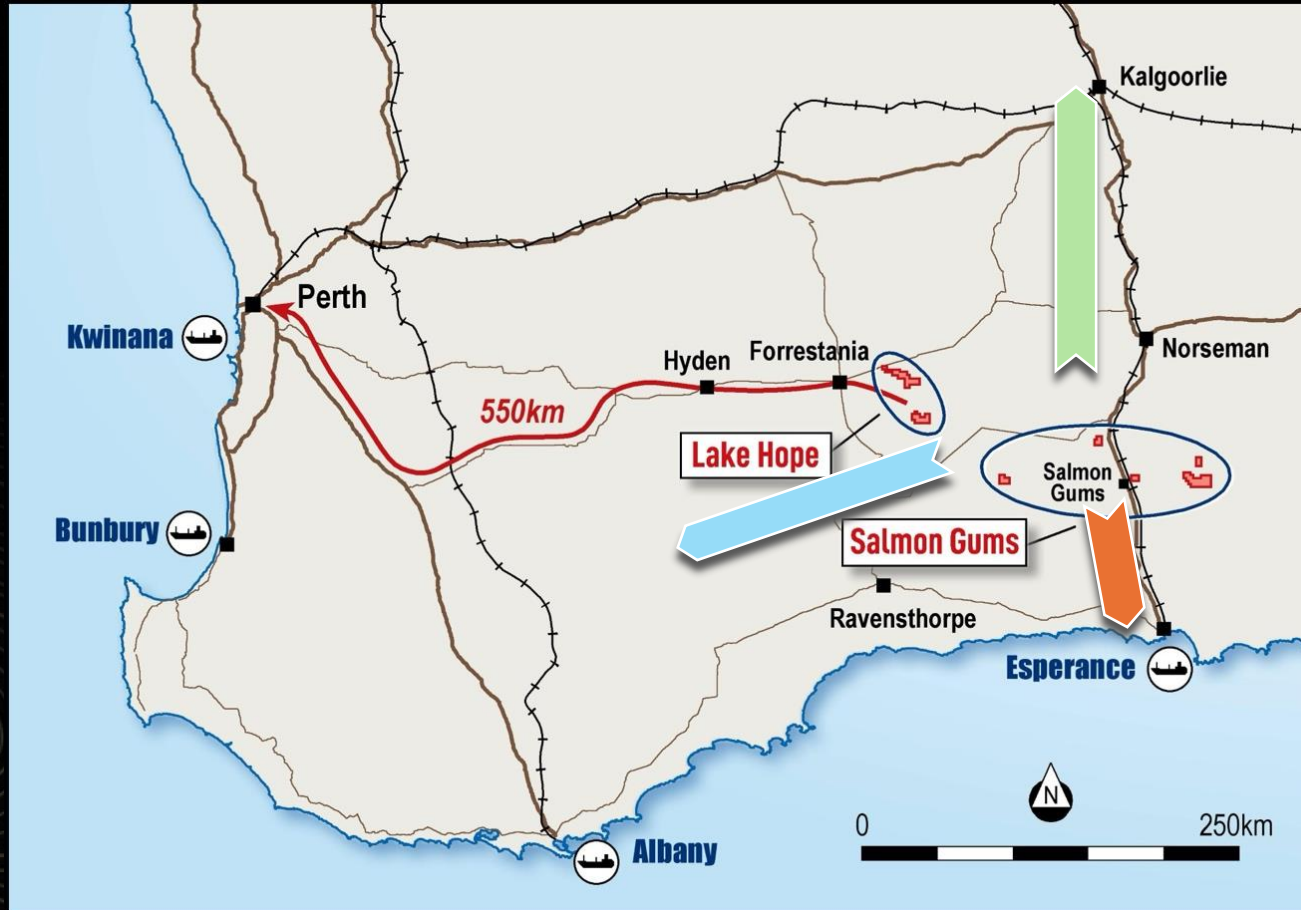 Kalgoorlie
Perth
Kwinana
Norseman
Hyden
Forrestania
550km
Lake Hope
Salmon
Gums
Bunbury
Salmon Gums
Ravensthorpe
Esperance
N
0
250km
Albany